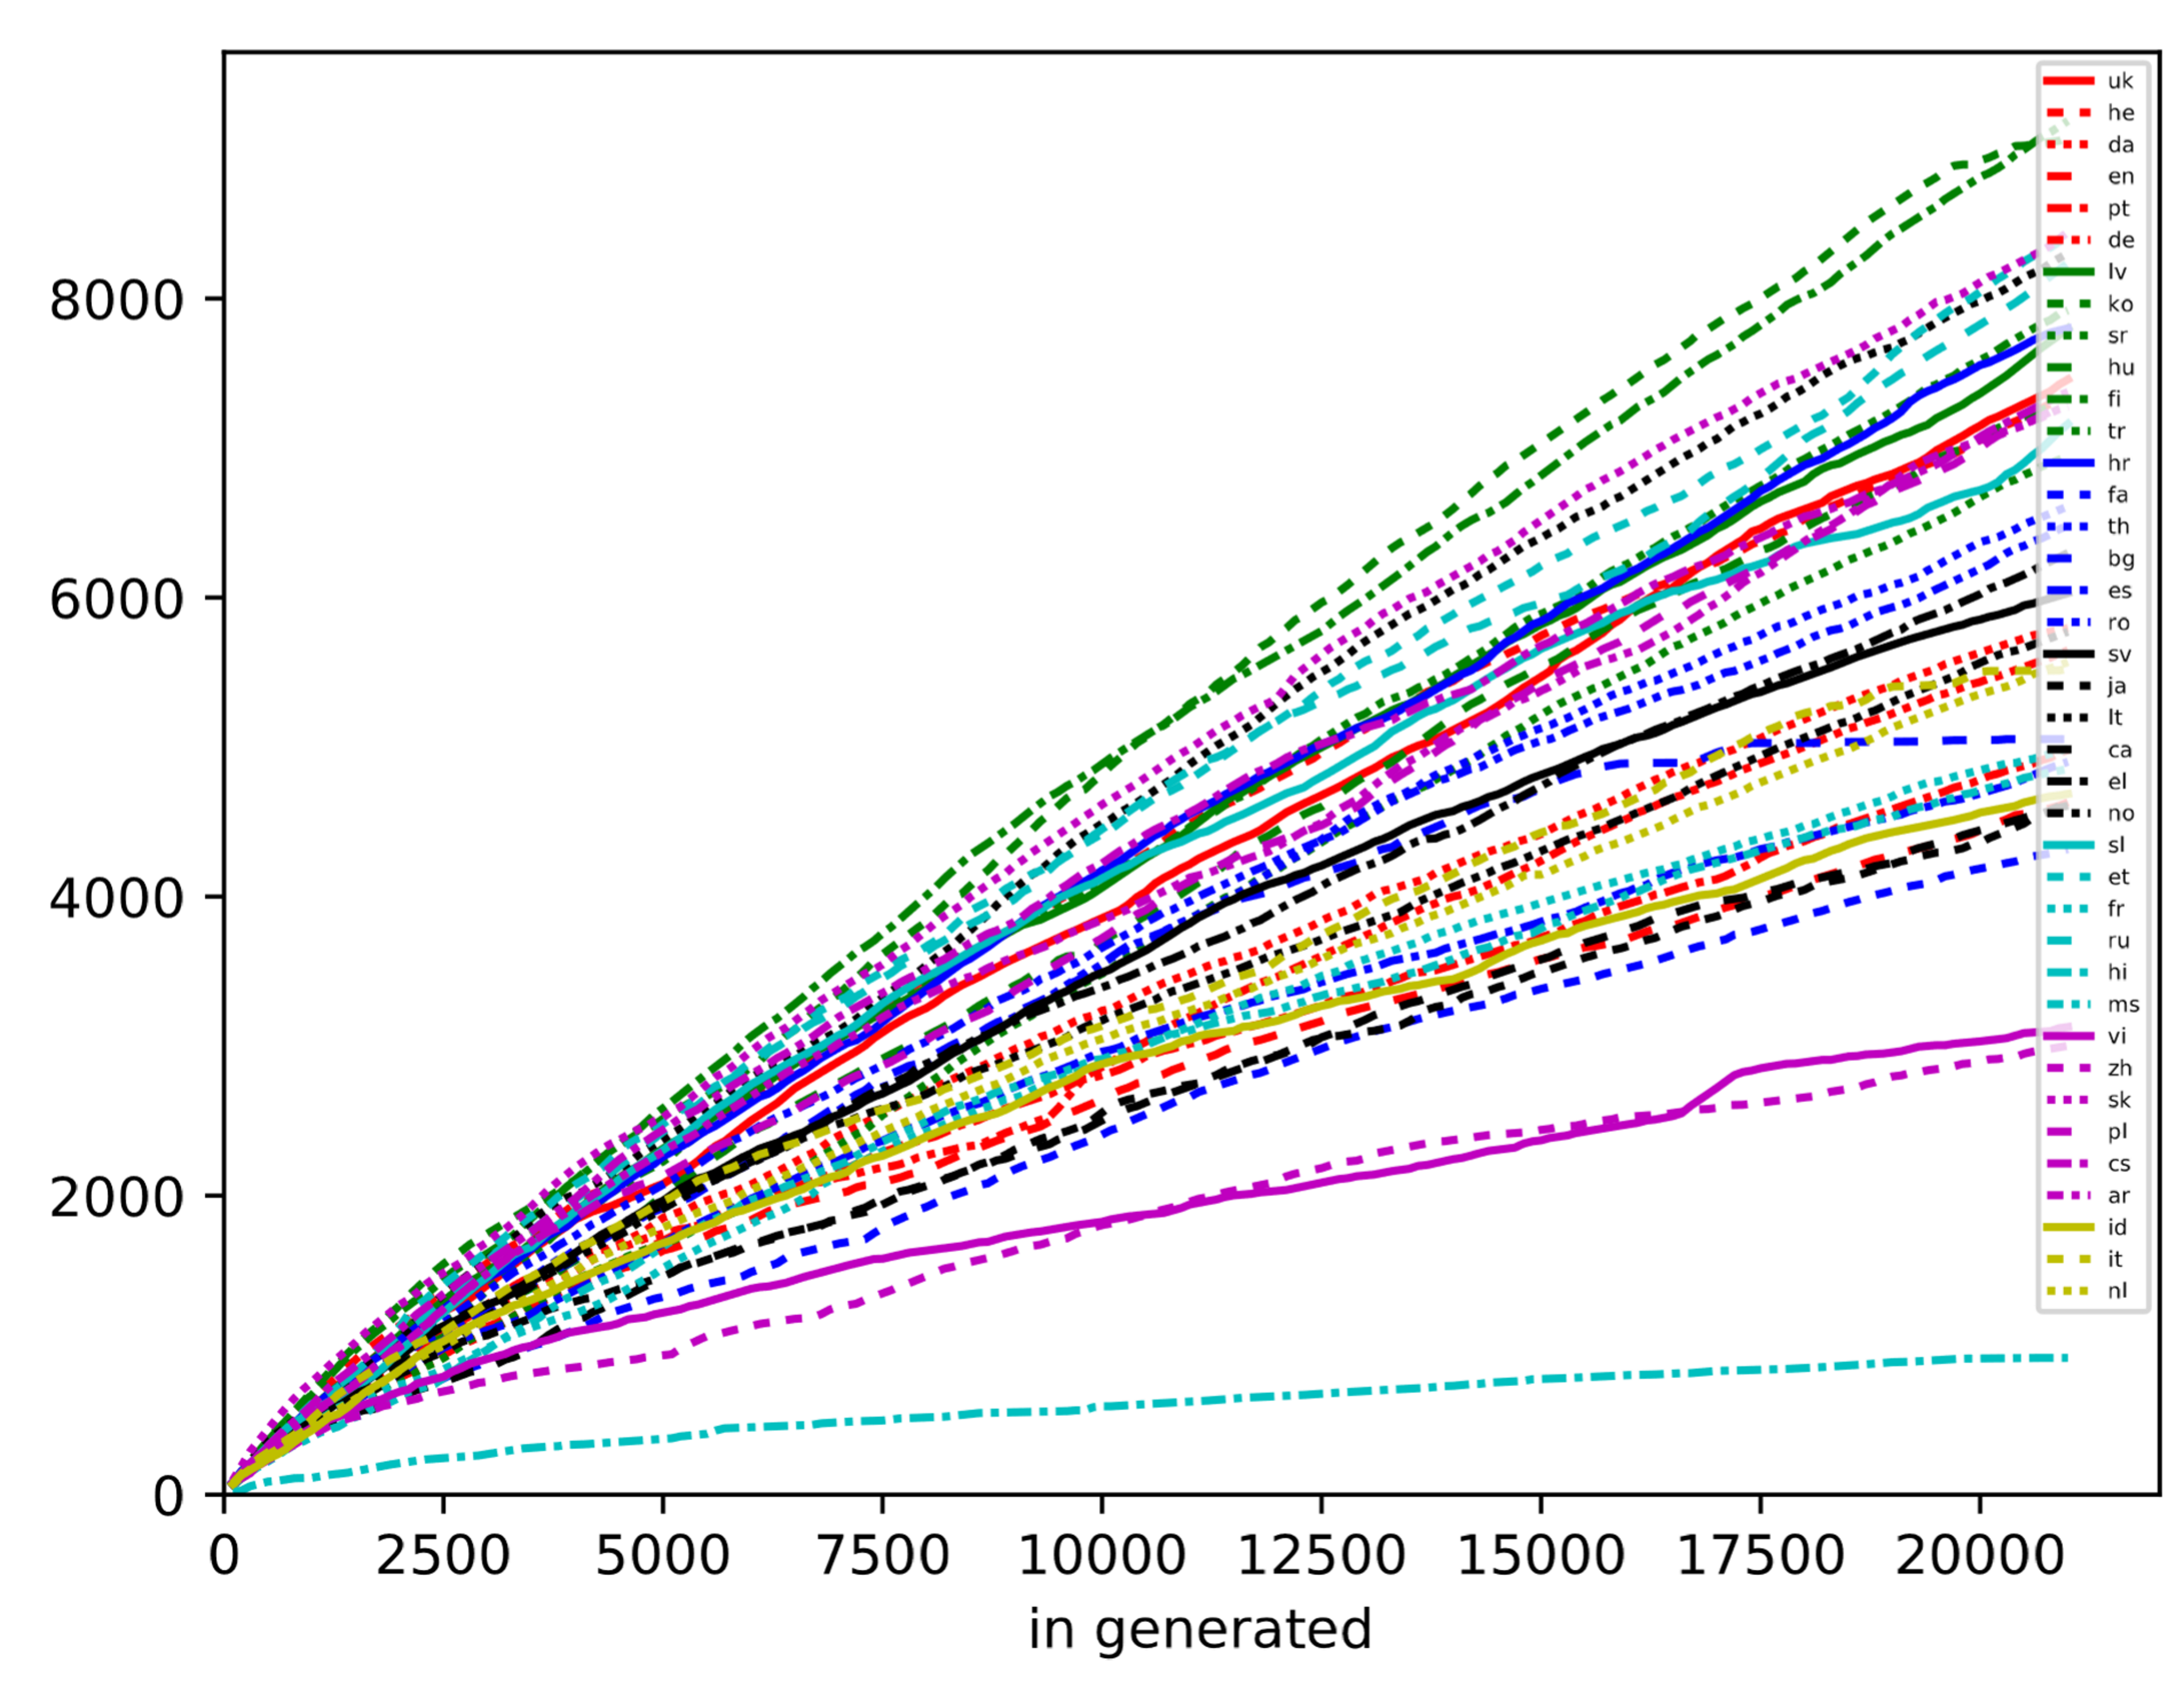 8000
6000
4000
2000
0
0 2500 5000 7500 10000 12500 15000 17500 20000
in generated
uk
he
da
en
pt
de
lv
ko
sr
hu
fi
tr
hr
fa
th
bg
es
ro
sv
ja
lt
ca
el
no
sl
et
fr
ru
hi
ms
vi
zh
sk
pl
cs
ar
id
it
nl